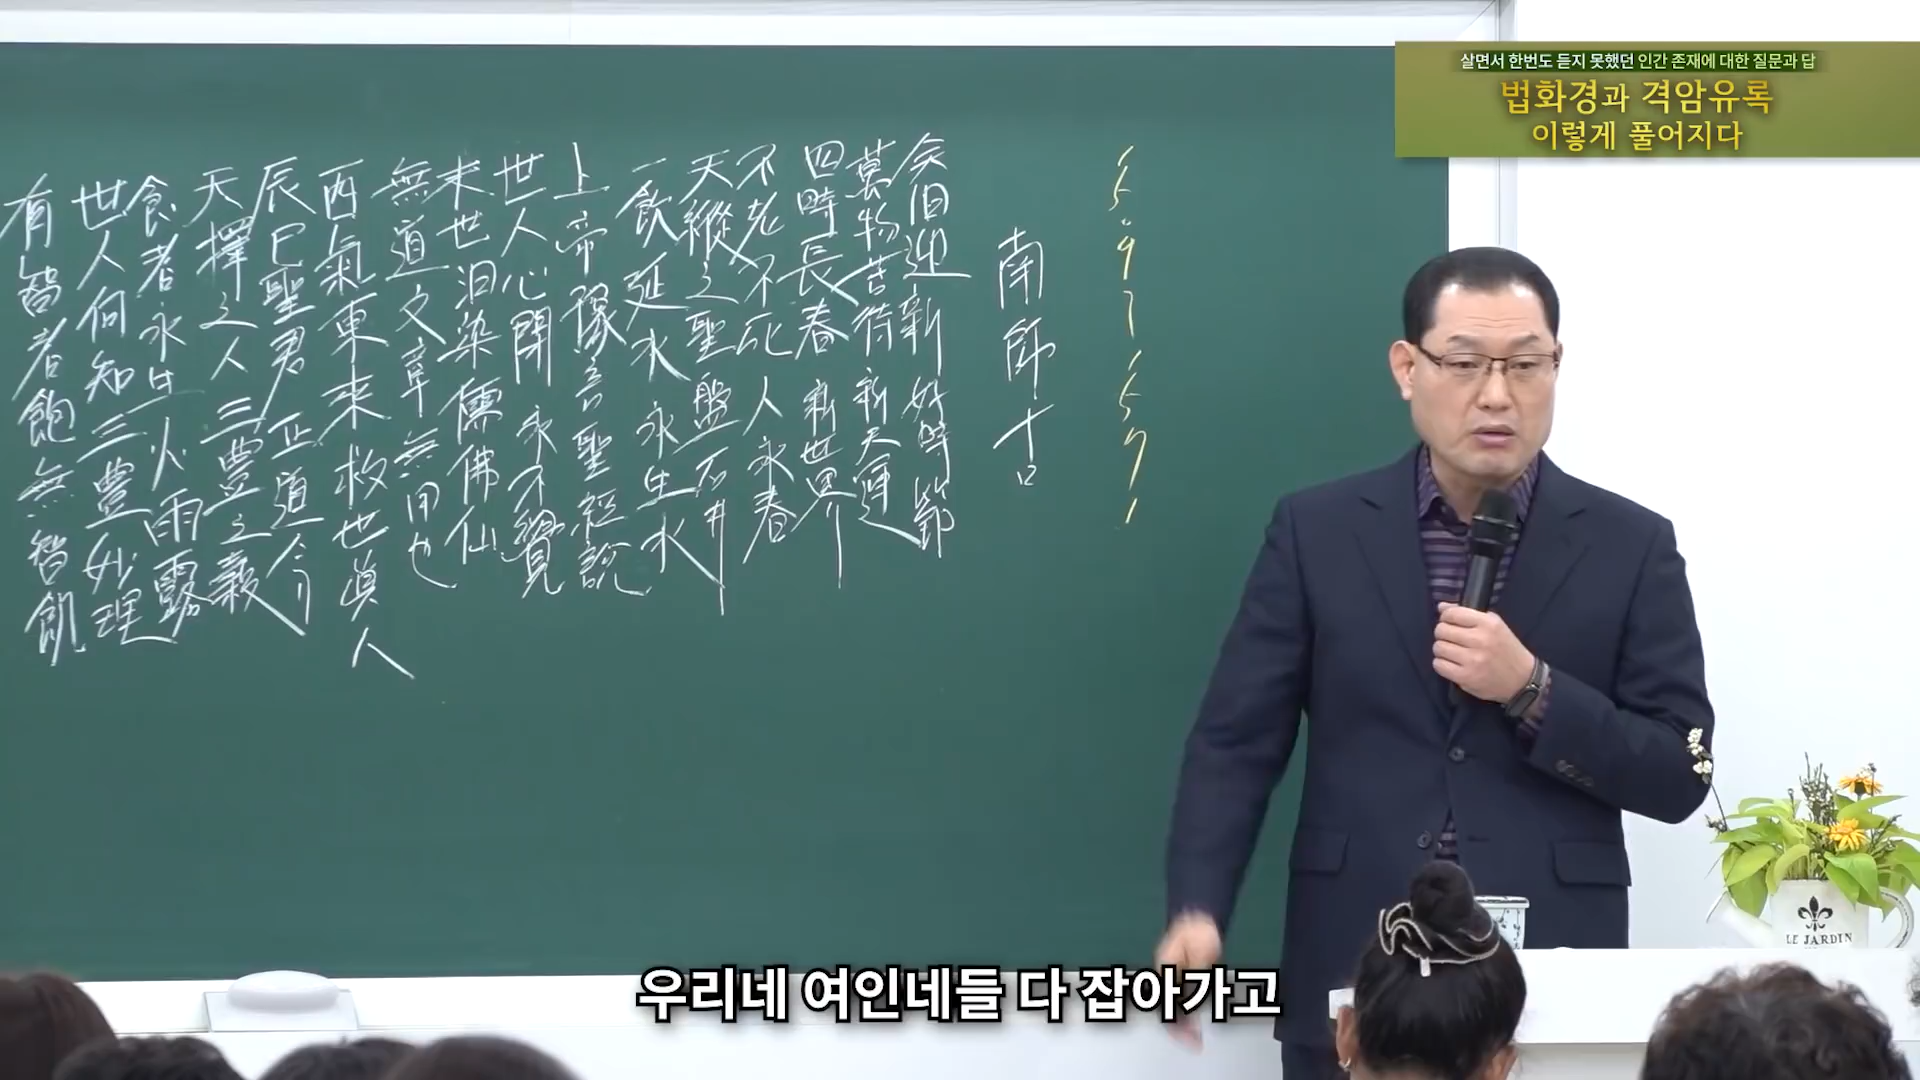 살면서 한번도 듣지 못했던 인간 존재에 대한 질문과 답
법화경과 격암유록
이렇게 풀어지다
南師古
舍旧迎新 好時節
萬物苦待 新天運
四時長春 新世界
不老不死 人永春
天縱之聖 盤石井
一飮延水 永生水
上帝豫言聖經說
世人心閉 永不覺
末世汨染 儒佛仙
無道文章 無用也
西氣東來 救世眞人
辰巳聖君 正道令
天擇之人 三豊之穀
食者永生 火雨露
世人何知 三豊妙理
有智者飽 無智飢
LE JARDIN
우리네 여인네들 다 잡아가고